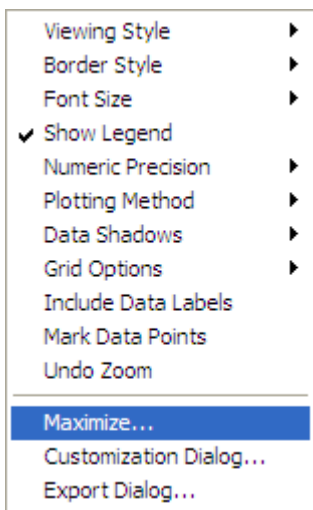 Viewing Style
Border Style
Font Size
Show Legend
Numeric Precision
Plotting Method
Data Shadows
Grid Options
Include Data Labels
Mark Data Points
Undo Zoom
Maximize...
Customization Dialog...
Export Dialog...